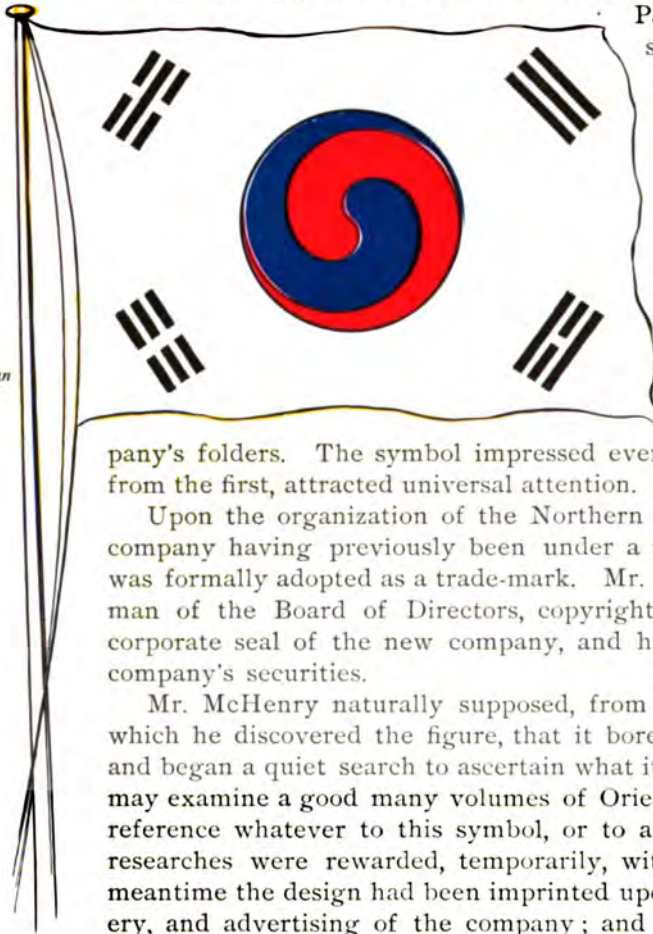 pany's folders. The symbol impressed ever
from the first, attracted universal attention.
Upon the organization of the Northern
company having previously been under a
was formally adopted as a trade-mark. Mr.
man of the Board of Directors, copyright
corporate seal of the new company, and h
company's securities.
Mr. McHenry naturally supposed, from
which he discovered the figure, that it bore
and began a quiet search to ascertain what i
may examine a good many volumes of Orie
reference whatever to this symbol, or to a
researches were rewarded, temporarily, wit
meantime the design had been imprinted upo
ery, and advertising of the company; and